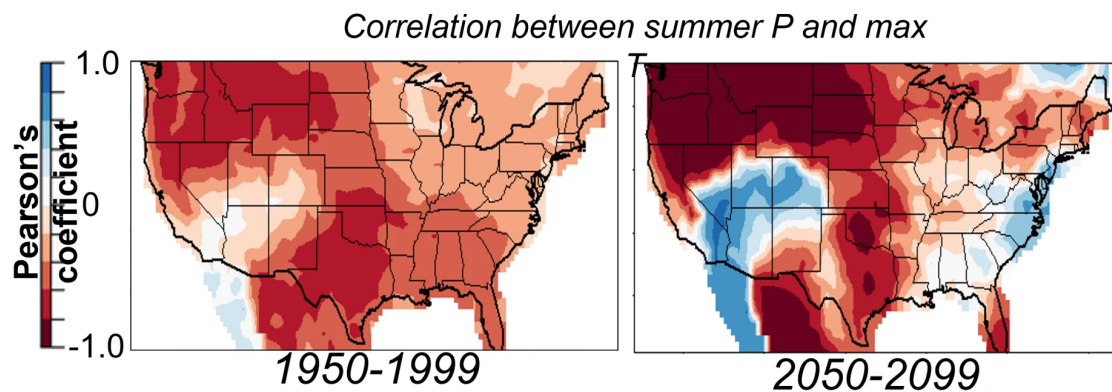 Correlation between summer P and max
T
Pearson's
coefficient
1.0
0
-1.0
1950-1999
2050-2099